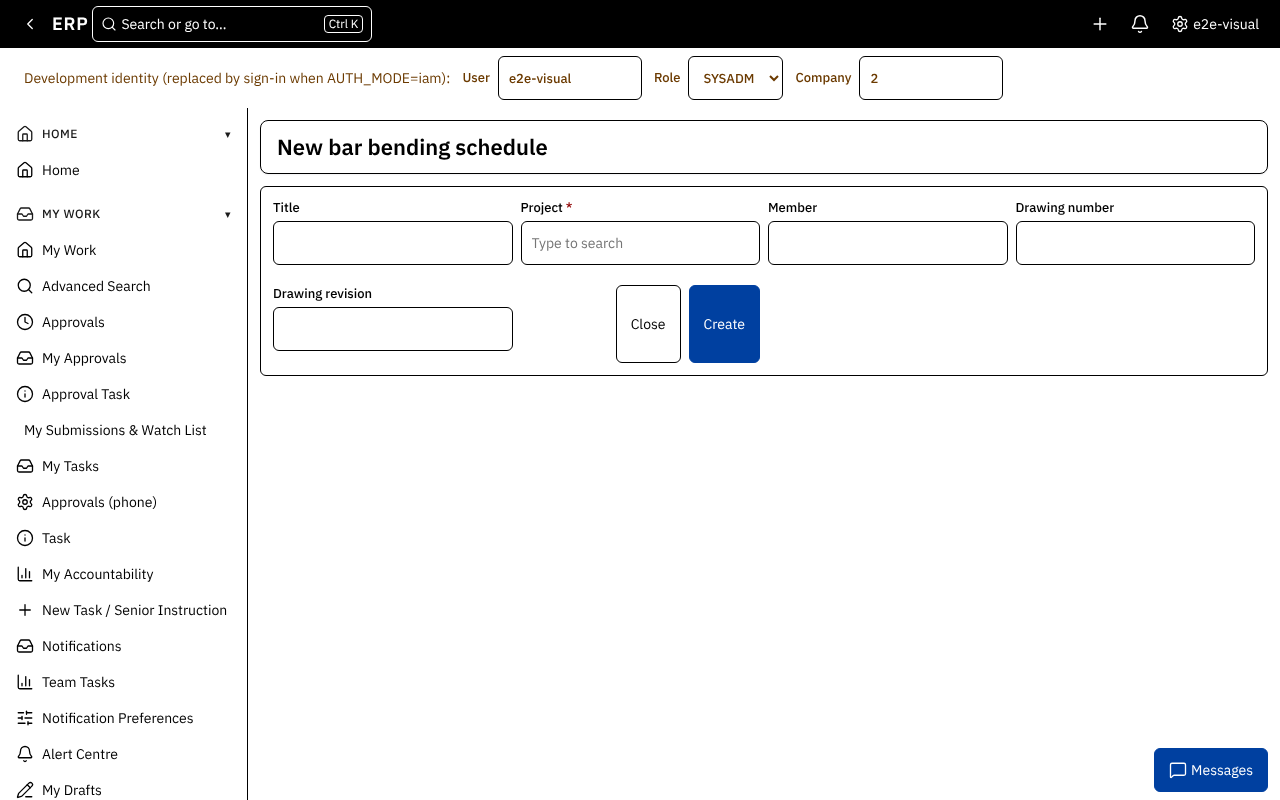 ERP
Search or go to...
Ctrl K
e2e-visual
Development identity (replaced by sign-in when AUTH_MODE=iam):
User
e2e-visual
Role
SYSADM
Company
2
HOME
Home
MY WORK
My Work
Advanced Search
Approvals
My Approvals
Approval Task
My Submissions & Watch List
My Tasks
Approvals (phone)
Task
My Accountability
New Task / Senior Instruction
Notifications
Team Tasks
Notification Preferences
Alert Centre
My Drafts
New bar bending schedule
Title
Project *
Type to search
Member
Drawing number
Drawing revision
Close
Create
Messages